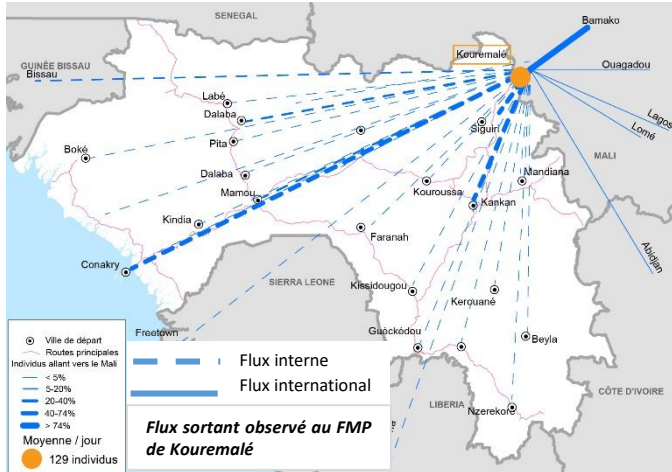 SENEGAL
Bamako
GUINÉE BISSAU
Bissau
Kouremalé
Ouagadou
Labé
Dalaba
Pita
Siguiri
Lagos
Lomé
MALI
Boké
Dalaba
Mamou
Kouroussa
Mandiana
Kankan
Kindia
Faranah
Abidjan
Conakry
SIERRA LEONE
Kissidougou
Kerouané
Freetown
Guéckédou
Beyla
LIBERIA
CÔTE D'IVOIRE
Nzerekoré
Ville de départ
Routes principales
Individus allant vers le Mali
< 5%
5-20%
20-40%
40-74%
> 74%
Moyenne / jour
129 individus
Flux interne
Flux international
Flux sortant observé au FMP
de Kouremalé